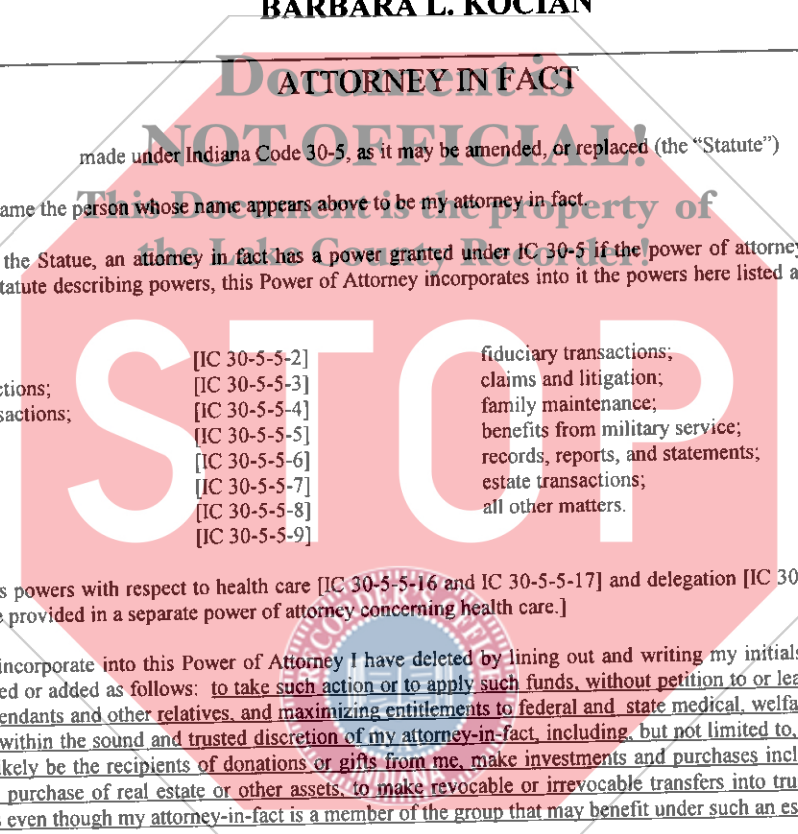 BARBARA L. KOCIAN
ATTORNEY IN FACT
Document is
NOT OFFICIAL!
This Document is the property of
the Lake County Recorder!
STOP
made under Indiana Code 30-5, as it may be amended, or replaced (the “Statute”)
ame the person whose name appears above to be my attorney in fact.
the Statue, an attorney in fact has a power granted under IC 30-5 if the power of attorney
tatute describing powers, this Power of Attorney incorporates into it the powers here listed a
[IC 30-5-5-2] fiduciary transactions;
ctions; [IC 30-5-5-3] claims and litigation;
sactions; [IC 30-5-5-4] family maintenance;
[IC 30-5-5-5] benefits from military service;
[IC 30-5-5-6] records, reports, and statements;
[IC 30-5-5-7] estate transactions;
[IC 30-5-5-8] all other matters.
[IC 30-5-5-9]
s powers with respect to health care [IC 30-5-5-16 and IC 30-5-5-17] and delegation [IC 30
e provided in a separate power of attorney concerning health care.]
incorporate into this Power of Attorney I have deleted by lining out and writing my initials
ed or added as follows: to take such action or to apply such funds, without petition to or lea
endants and other relatives, and maximizing entitlements to federal and state medical, welfa
within the sound and trusted discretion of my attorney-in-fact, including, but not limited to,
ikely be the recipients of donations or gifts from me, make investments and purchases incl
purchase of real estate or other assets, to make revocable or irrevocable transfers into tru
s even though my attorney-in-fact is a member of the group that may benefit under such an es
RECORDER'S OFFICE
INDIANA